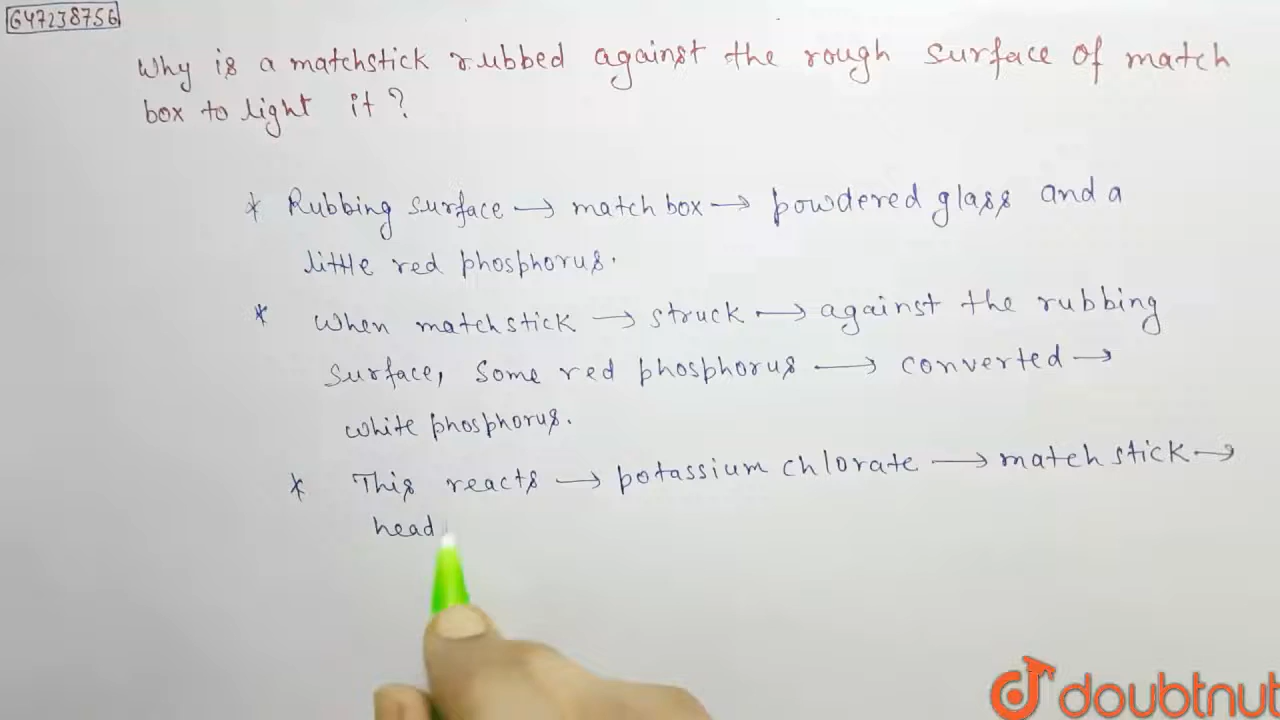 647238756
Why is a matchstick rubbed against the rough surface of match
box to light it ?
* Rubbing surface → match box → powdered glass and a
little red phosphorus.
* When matchstick → struck → against the rubbing
surface, some red phosphorus → converted →
white phosphorus.
* This reacts → potassium chlorate → match stick →
head
doubtnut